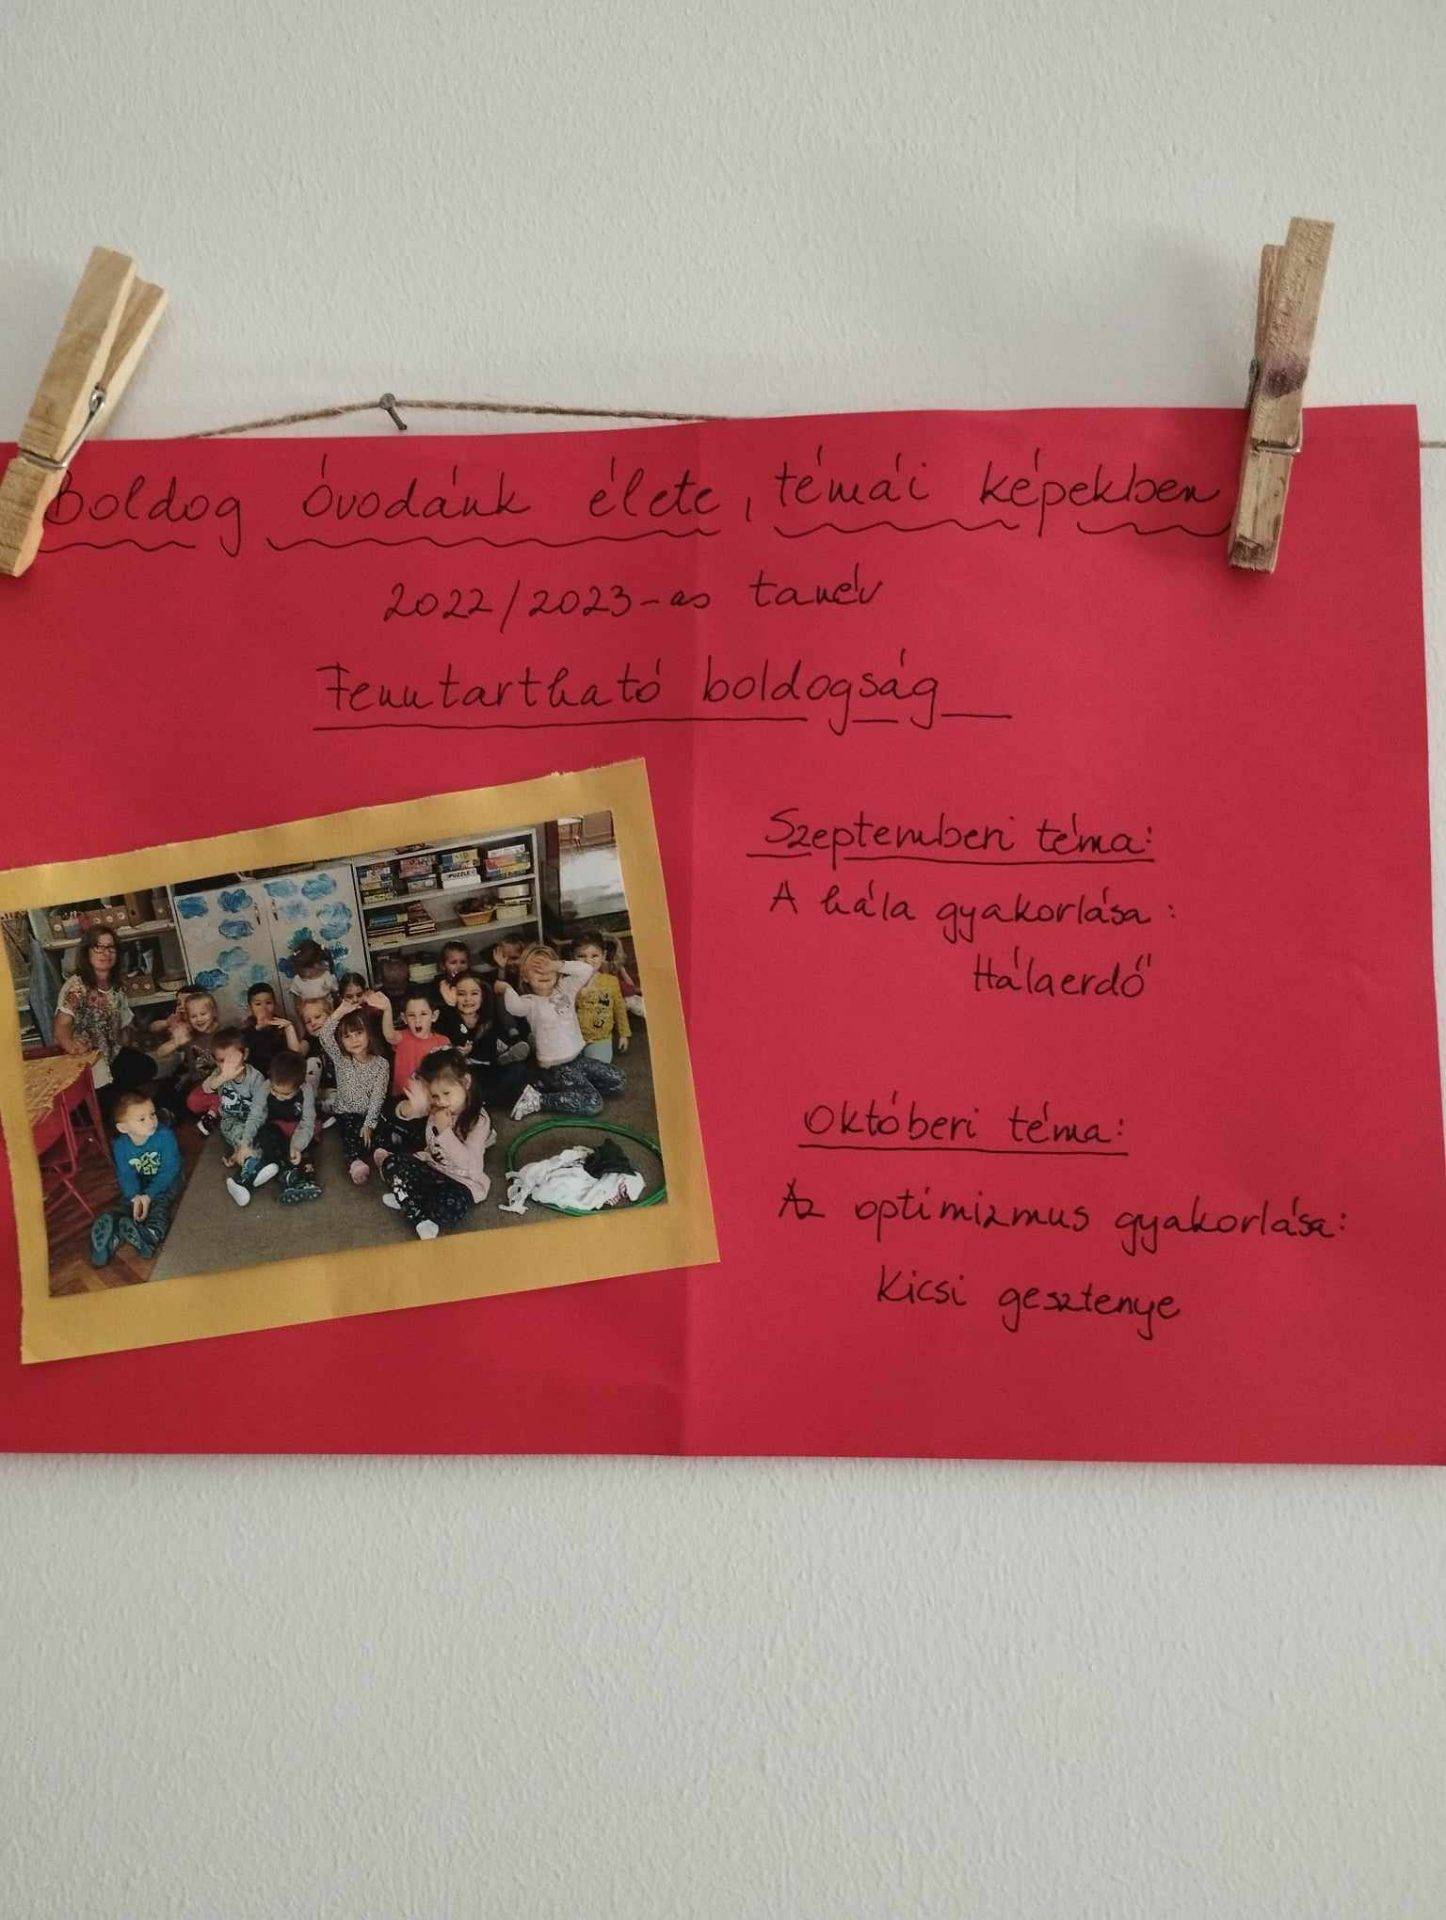 Boldog óvodánk élete, témái képekben
2022/2023-as tanév
Fenntartható boldogság
Szeptemberi téma:
A hála gyakorlása:
Hálaerdő
Októberi téma:
Az optimizmus gyakorlása:
Kicsi gesztenye
PUZZLE